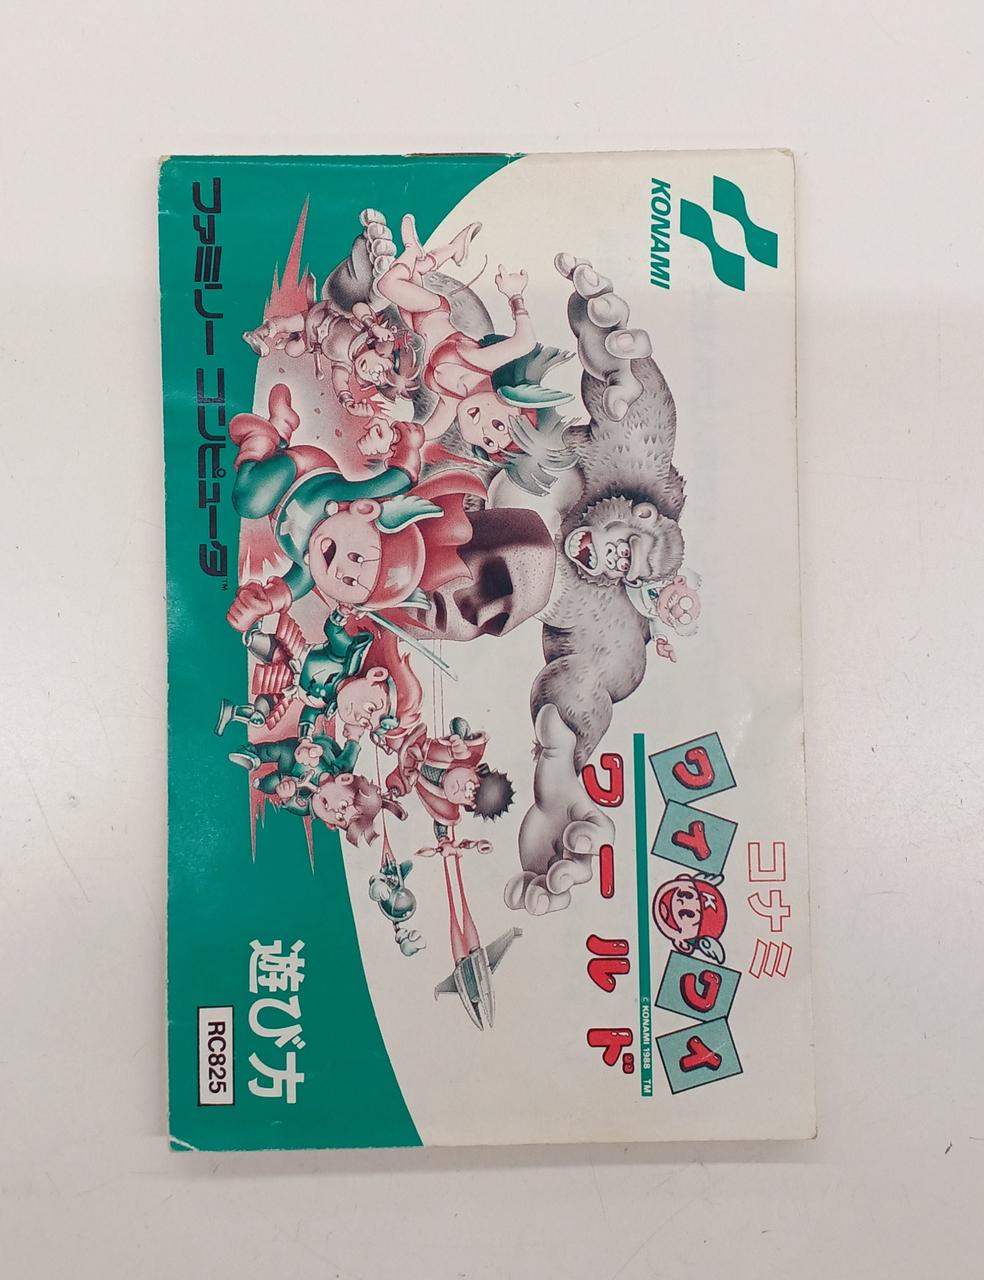 KONAMI
コナミ
ワイワイ
ワールド
© KONAMI 1988 TM
K
ファミリーコンピュータ™
遊び方
RC825